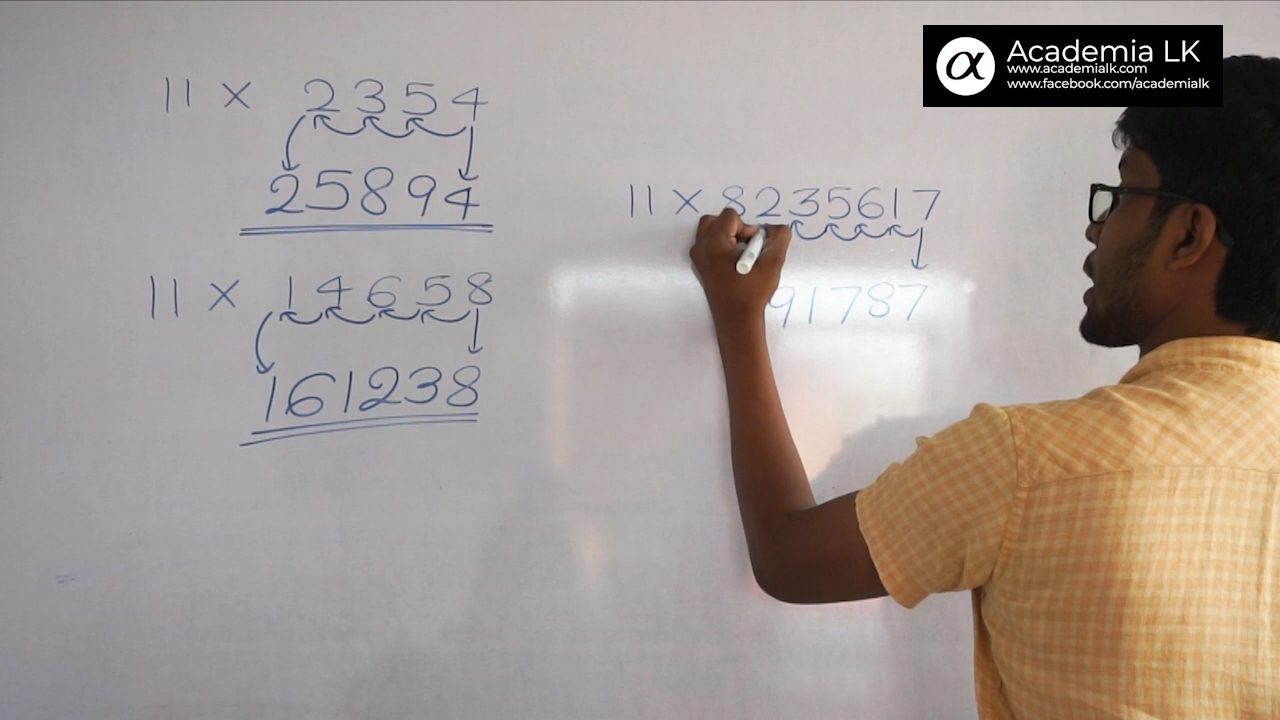 α Academia LK
www.academialk.com
www.facebook.com/academialk
11 × 2354
25894
11 × 14658
161238
11 × 8235617
91787